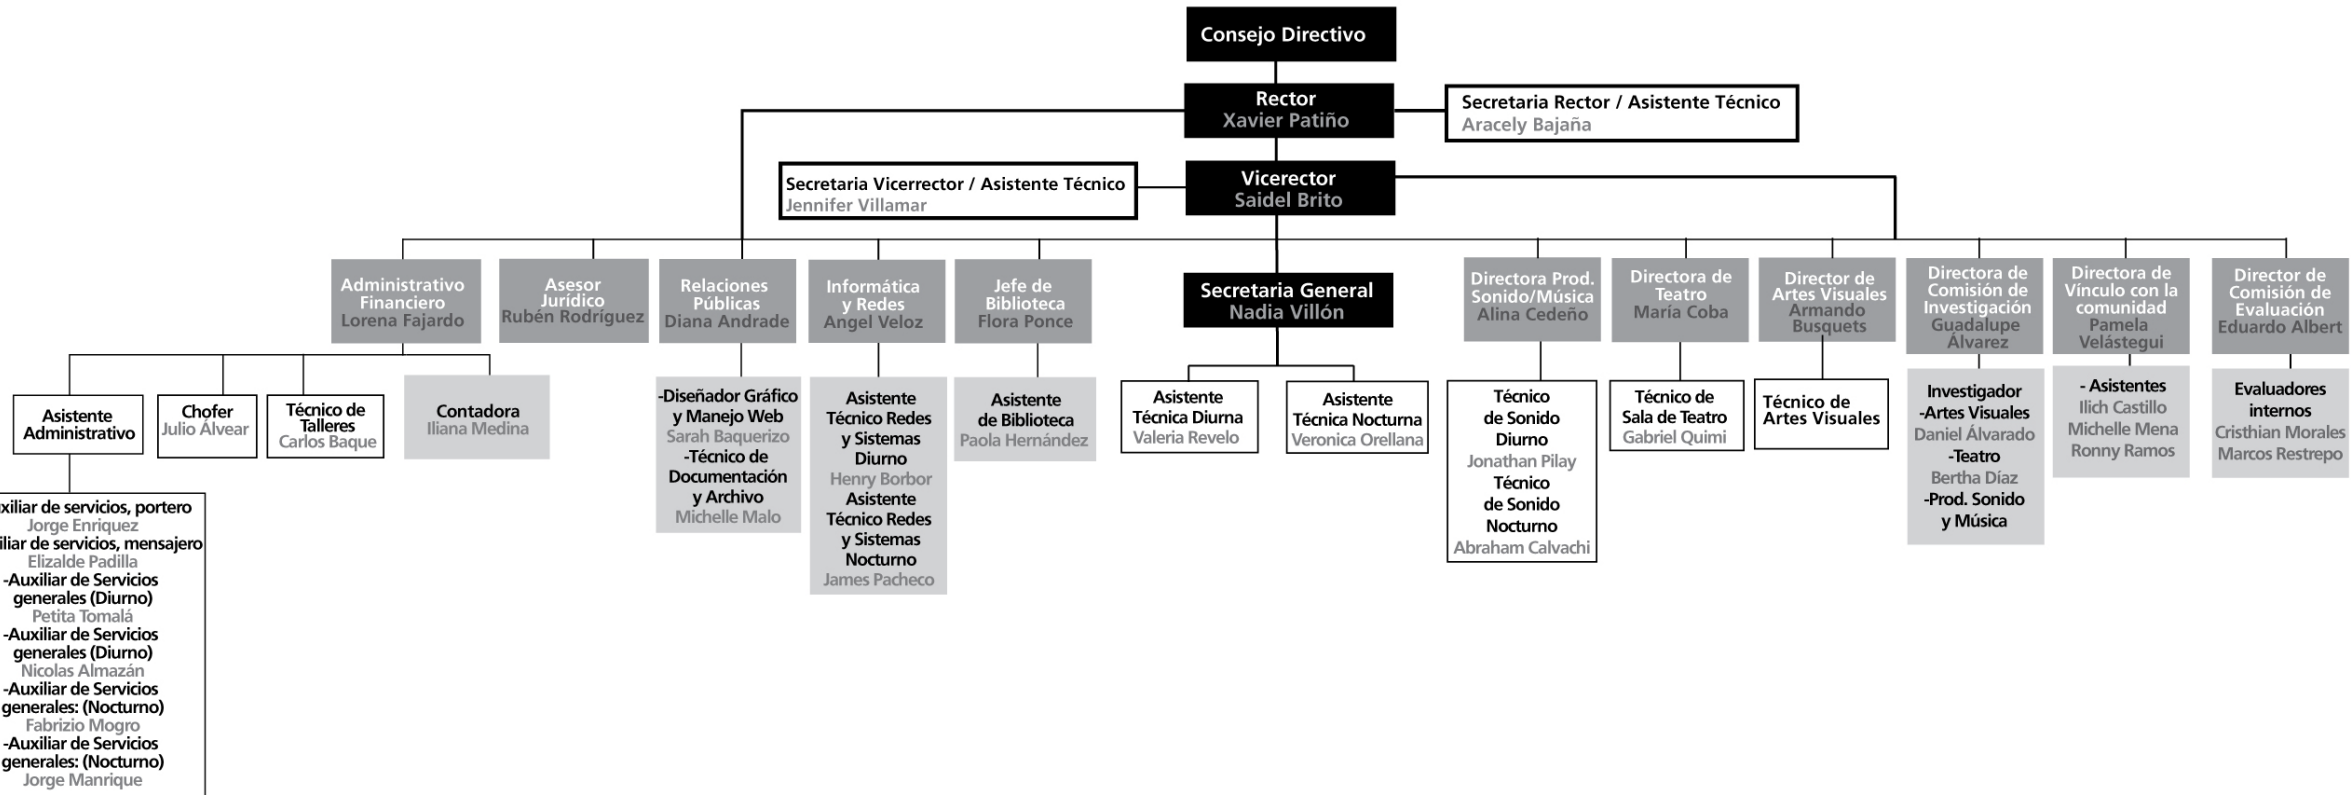 Consejo Directivo
Rector
Xavier Patiño
Secretaria Rector / Asistente Técnico
Aracely Bajaña
Vicerector
Saidel Brito
Secretaria Vicerrector / Asistente Técnico
Jennifer Villamar
Administrativo
Financiero
Lorena Fajardo
Asesor
Jurídico
Rubén Rodríguez
Relaciones
Públicas
Diana Andrade
Informática
y Redes
Angel Veloz
Jefe de
Biblioteca
Flora Ponce
Secretaria General
Nadia Villón
Directora Prod.
Sonido/Música
Alina Cedeño
Directora de
Teatro
María Coba
Director de
Artes Visuales
Armando
Busquets
Directora de
Comisión de
Investigación
Guadalupe
Álvarez
Directora de
Vínculo con la
comunidad
Pamela
Velástegui
Director de
Comisión de
Evaluación
Eduardo Albert
Asistente
Administrativo
Chofer
Julio Álvear
Técnico de
Talleres
Carlos Baque
Contadora
Iliana Medina
-Diseñador Gráfico
y Manejo Web
Sarah Baquerizo
-Técnico de
Documentación
y Archivo
Michelle Malo
Asistente
Técnico Redes
y Sistemas
Diurno
Henry Borbor
Asistente
Técnico Redes
y Sistemas
Nocturno
James Pacheco
Asistente
de Biblioteca
Paola Hernández
Asistente
Técnica Diurna
Valeria Revelo
Asistente
Técnica Nocturna
Veronica Orellana
Técnico
de Sonido
Diurno
Jonathan Pilay
Técnico
de Sonido
Nocturno
Abraham Calvachi
Técnico de
Sala de Teatro
Gabriel Quimi
Técnico de
Artes Visuales
Investigador
-Artes Visuales
Daniel Álvarado
-Teatro
Bertha Díaz
-Prod. Sonido
y Música
- Asistentes
Ilich Castillo
Michelle Mena
Ronny Ramos
Evaluadores
internos
Cristhian Morales
Marcos Restrepo
de servicios, portero
Jorge Enriquez
de servicios, mensajero
Elizalde Padilla
-Auxiliar de Servicios
generales (Diurno)
Petita Tomalá
-Auxiliar de Servicios
generales (Diurno)
Nicolas Almazán
-Auxiliar de Servicios
generales: (Nocturno)
Fabrizio Mogro
-Auxiliar de Servicios
generales: (Nocturno)
Jorge Manrique